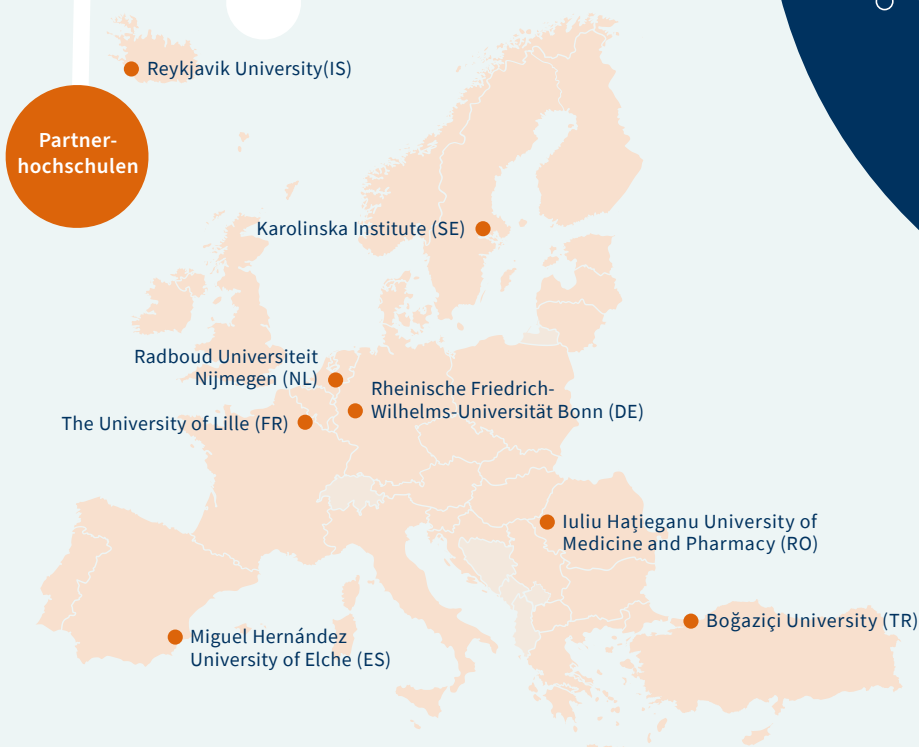 Reykjavik University(IS)
Partner-
hochschulen
Karolinska Institute (SE)
Radboud Universiteit
Nijmegen (NL)
Rheinische Friedrich-
Wilhelms-Universität Bonn (DE)
The University of Lille (FR)
Iuliu Hațieganu University of
Medicine and Pharmacy (RO)
Boğaziçi University (TR)
Miguel Hernández
University of Elche (ES)